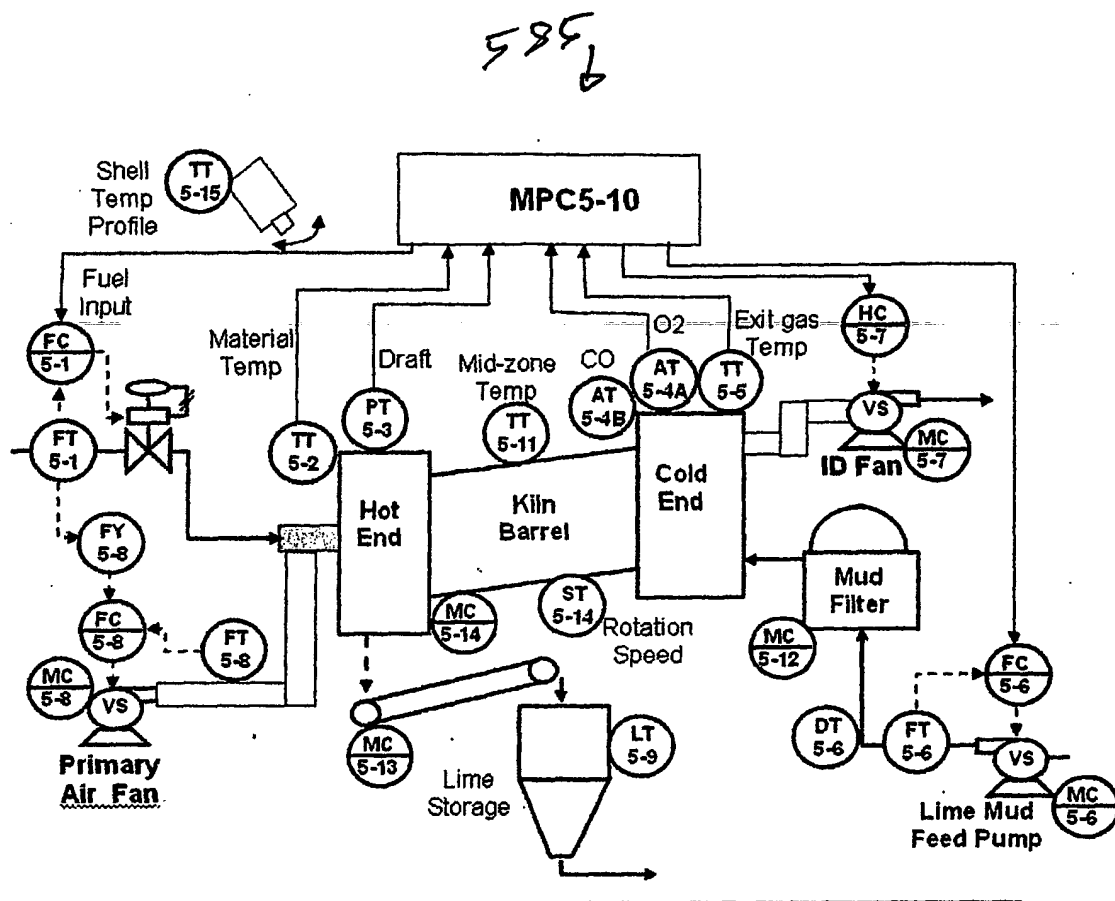 585
MPC5-10
Shell
Temp
Profile
TT
5-15
Fuel
Input
FC
5-1
FT
5-1
FY
5-8
FC
5-8
FT
5-8
MC
5-8
VS
Primary
Air Fan
Material
Temp
TT
5-2
Draft
PT
5-3
Mid-zone
Temp
TT
5-11
CO
AT
5-4B
O2
AT
5-4A
Exit gas
Temp
TT
5-5
HC
5-7
VS
MC
5-7
ID Fan
Hot
End
Kiln
Barrel
Cold
End
MC
5-14
ST
5-14
Rotation
Speed
Mud
Filter
MC
5-12
FC
5-6
DT
5-6
FT
5-6
VS
MC
5-6
Lime Mud
Feed Pump
MC
5-13
Lime
Storage
LT
5-9